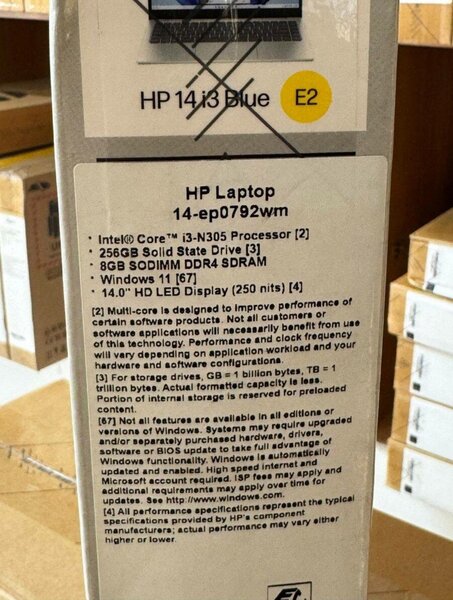 HP 14 i3 Blue E2
HP Laptop
14-ep0792wm
• Intel® Core™ i3-N305 Processor [2]
• 256GB Solid State Drive [3]
• 8GB SODIMM DDR4 SDRAM
• Windows 11 [67]
• 14.0" HD LED Display (250 nits) [4]
[2] Multi-core is designed to improve performance of
certain software products. Not all customers or
software applications will necessarily benefit from use
of this technology. Performance and clock frequency
will vary depending on application workload and your
hardware and software configurations.
[3] For storage drives, GB = 1 billion bytes, TB = 1
trillion bytes. Actual formatted capacity is less.
Portion of internal storage is reserved for preloaded
content.
[67] Not all features are available in all editions or
versions of Windows. Systems may require upgraded
and/or separately purchased hardware, drivers,
software or BIOS update to take full advantage of
Windows functionality. Windows is automatically
updated and enabled. High speed internet and
Microsoft account required. ISP fees may apply and
additional requirements may apply over time for
updates. See http://www.windows.com.
[4] All performance specifications represent the typical
specifications provided by HP's component
manufacturers; actual performance may vary either
higher or lower.